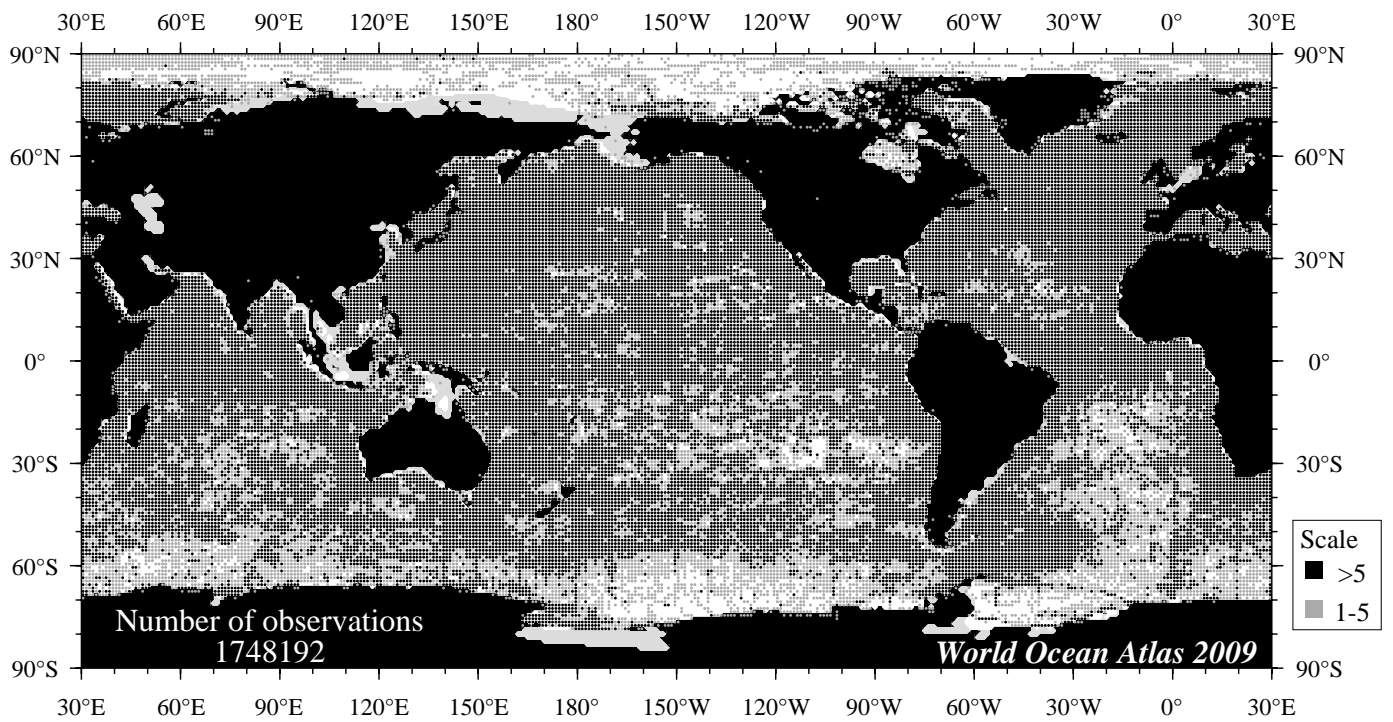 30°E 60°E 90°E 120°E 150°E 180° 150°W 120°W 90°W 60°W 30°W 0° 30°E
90°N 90°N
60°N 60°N
30°N 30°N
0° 0°
30°S 30°S
Scale
>5
60°S 60°S
1-5
Number of observations
1748192
World Ocean Atlas 2009
90°S 90°S
30°E 60°E 90°E 120°E 150°E 180° 150°W 120°W 90°W 60°W 30°W 0° 30°E